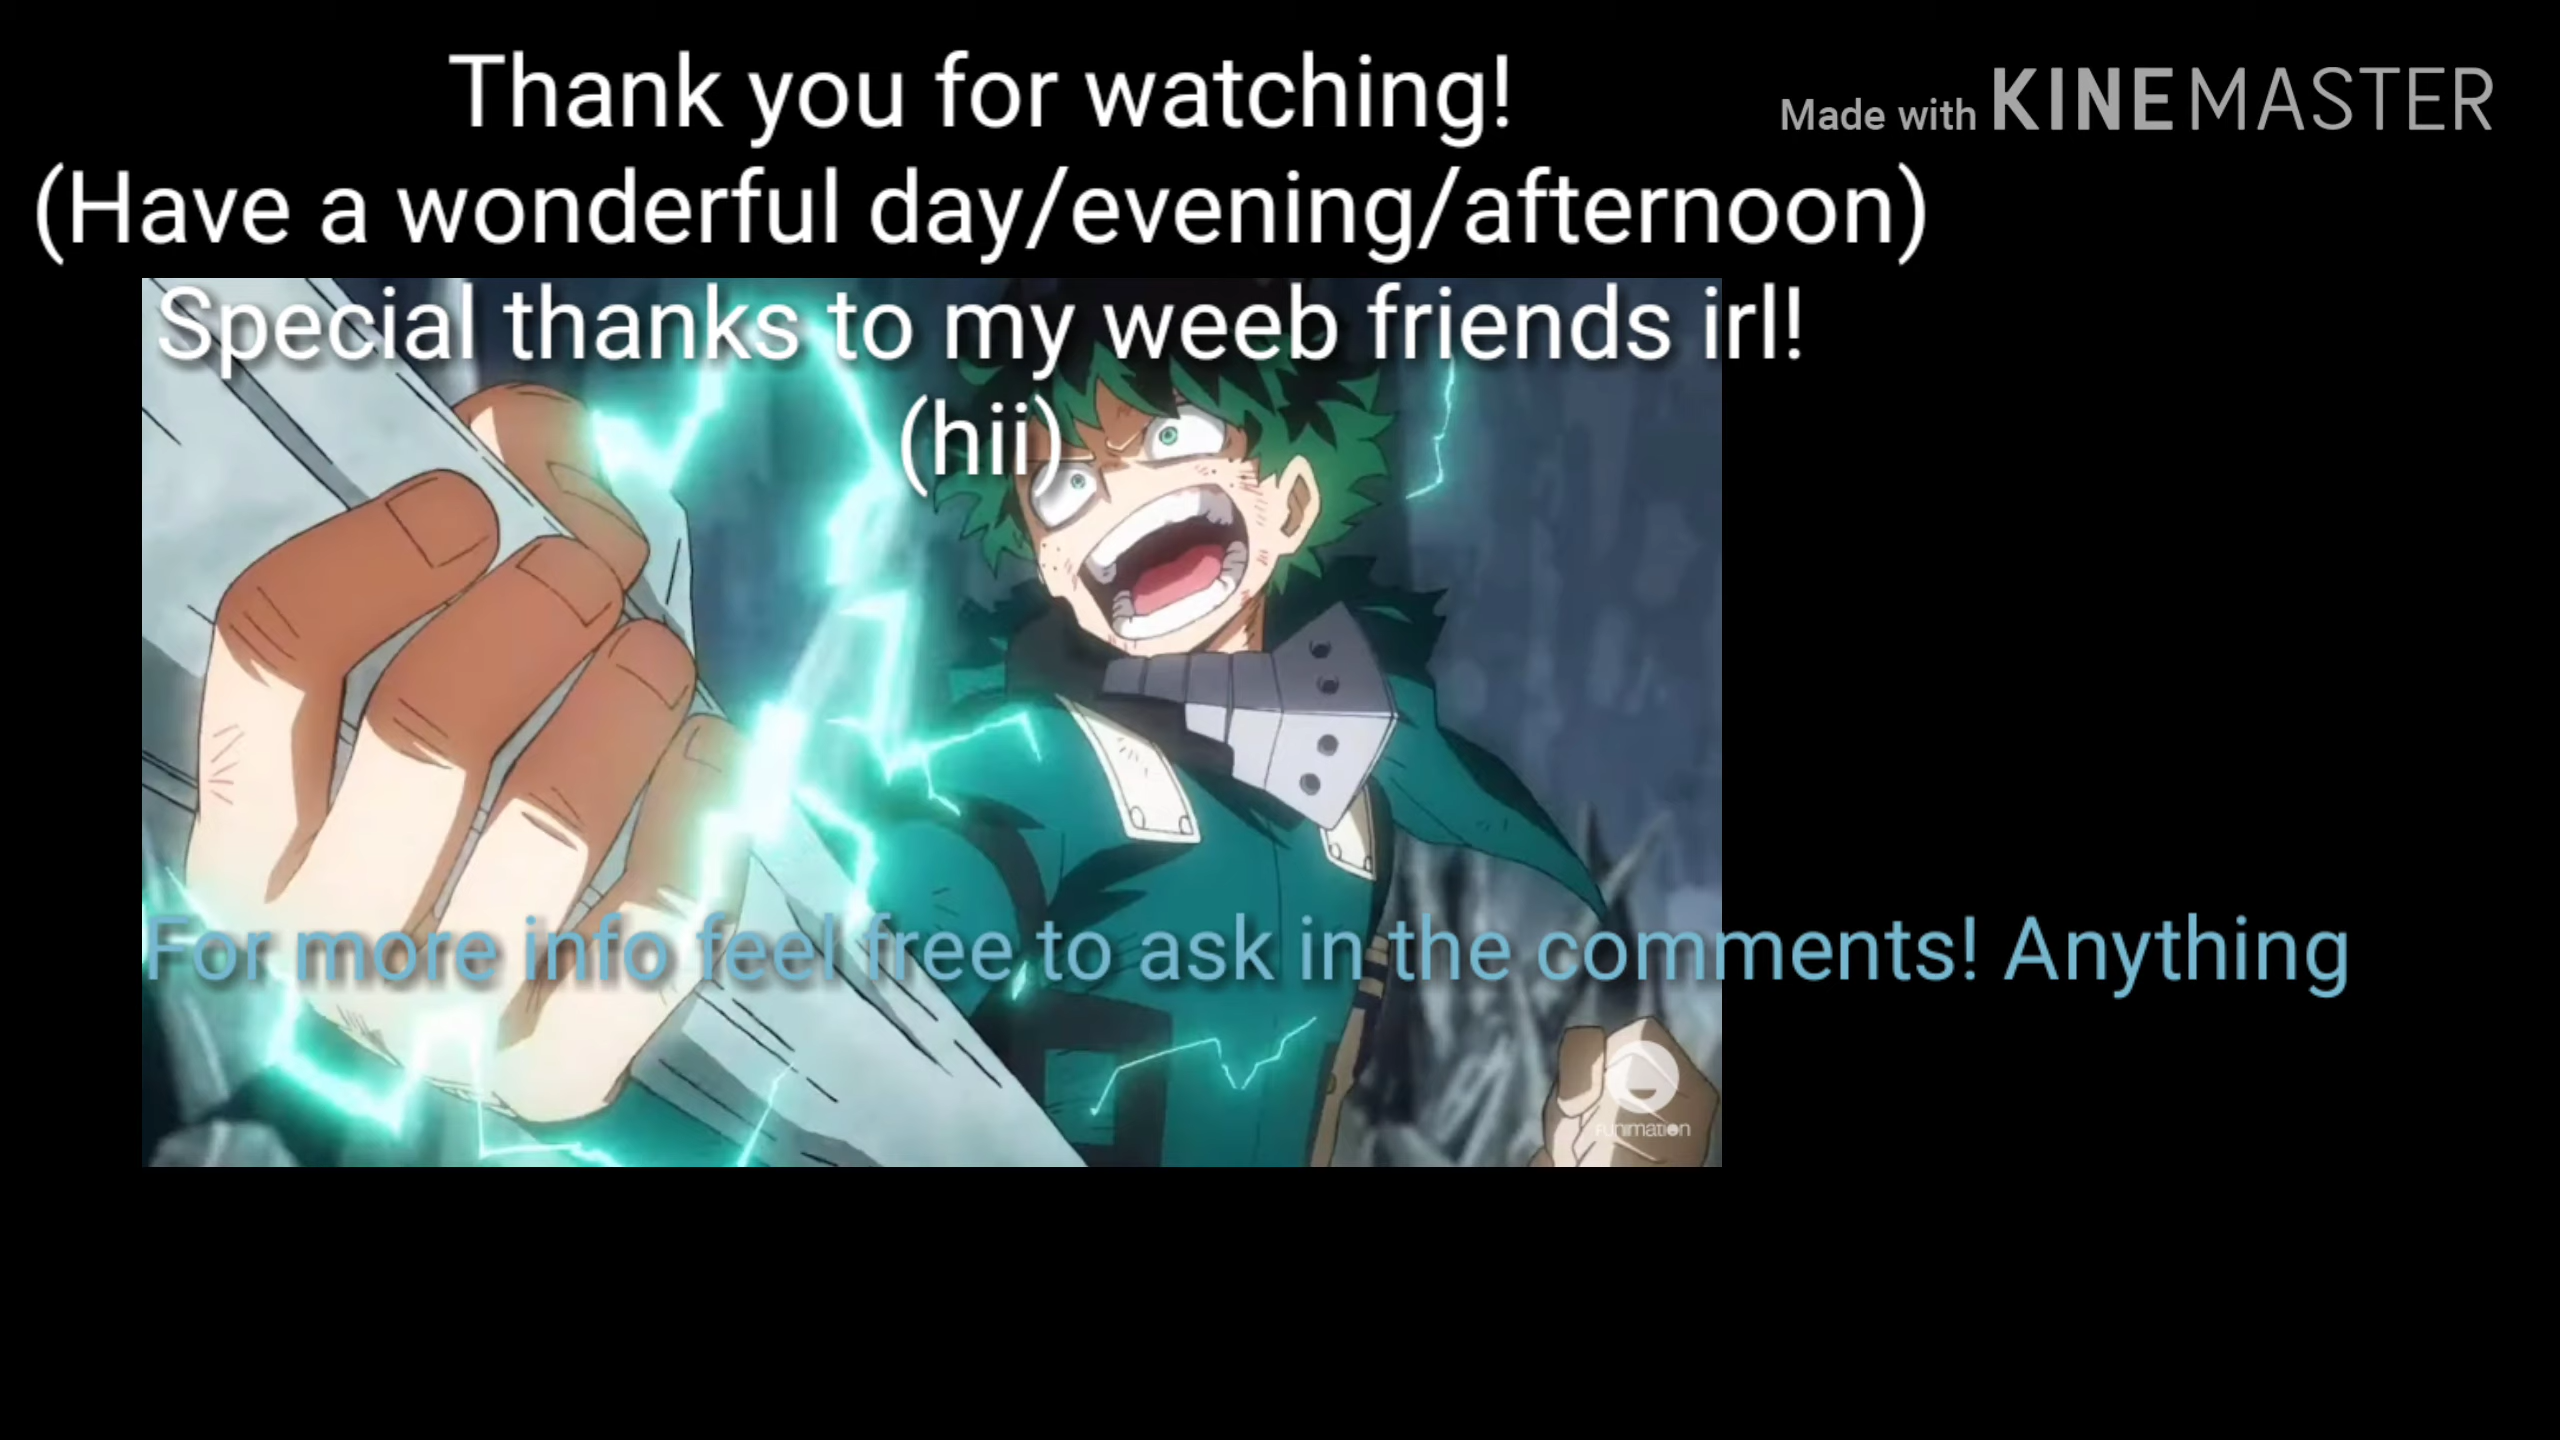 Thank you for watching!
Made with KINEMASTER
(Have a wonderful day/evening/afternoon)
Special thanks to my weeb friends irl!
(hii)
For more info feel free to ask in the comments! Anything
FUNIMATION